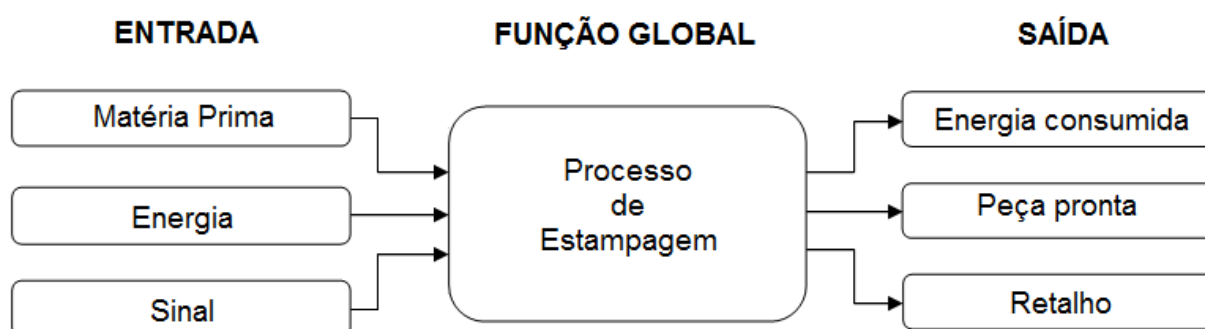 ENTRADA
FUNÇÃO GLOBAL
SAÍDA
Matéria Prima
Energia
Sinal
Processo
de
Estampagem
Energia consumida
Peça pronta
Retalho